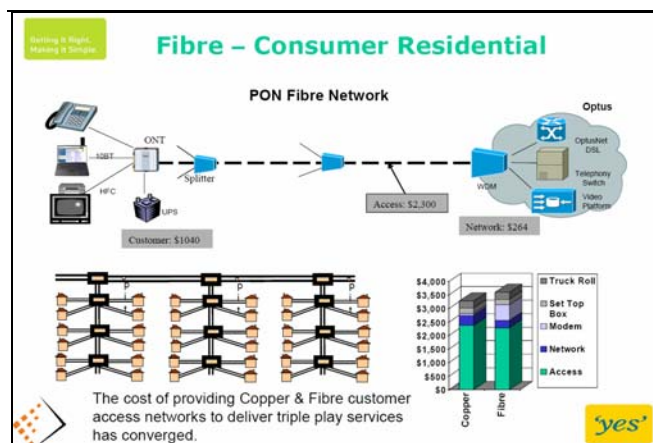 Getting it Right.
Making it Simple.
Fibre – Consumer Residential
PON Fibre Network
Optus
ONT
10BT
HFC
UPS
Splitter
WDM
OptusNet
DSL
Telephony
Switch
Video
Platform
Access: $2,300
Customer: $1040
Network: $264
P
P
P
$4,000
$3,500
$3,000
$2,500
$2,000
$1,500
$1,000
$500
$0
Copper
Fibre
Truck Roll
Set Top
Box
Modem
Network
Access
The cost of providing Copper & Fibre customer
access networks to deliver triple play services
has converged.
'yes'